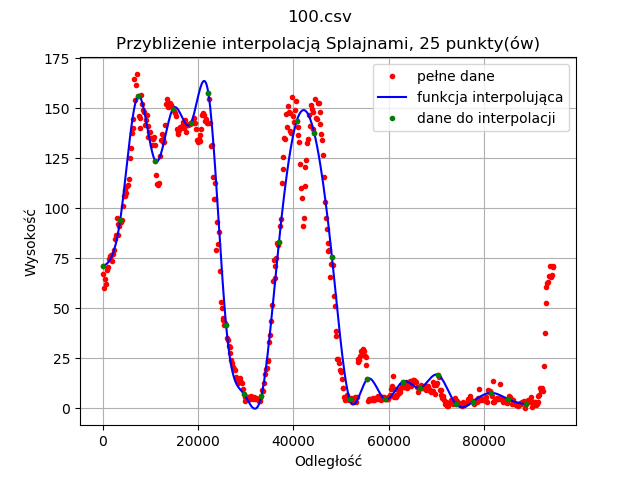 100.csv
Przybliżenie interpolacją Splajnami, 25 punkty(ów)
pełne dane
funkcja interpolująca
dane do interpolacji
175
150
125
100
75
50
25
0
Wysokość
0 20000 40000 60000 80000
Odległość